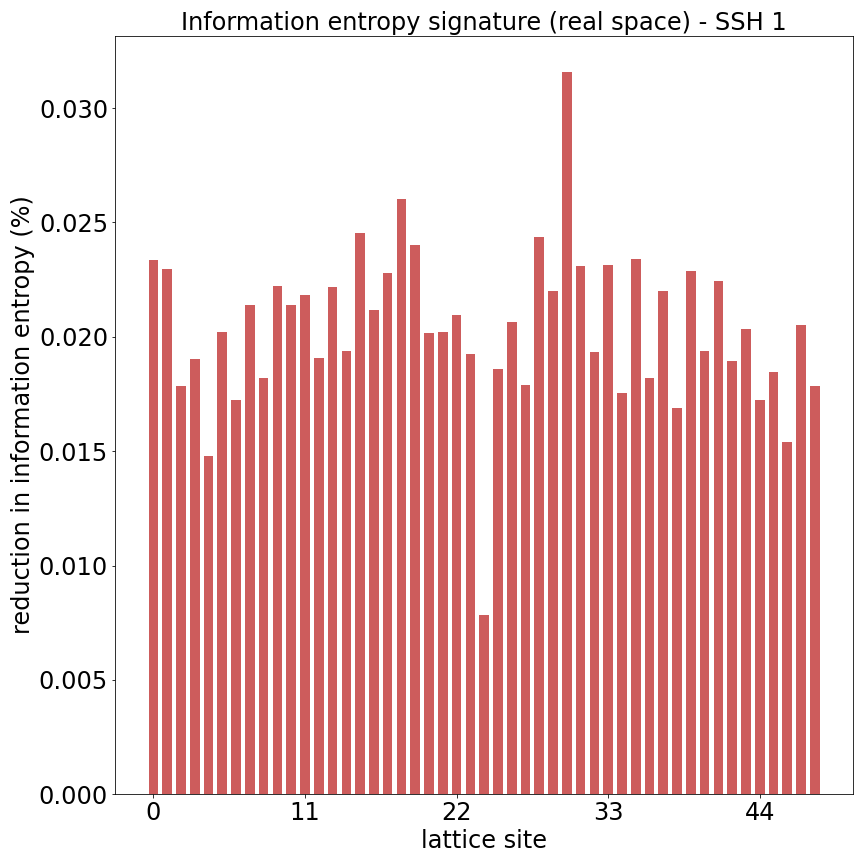 Information entropy signature (real space) - SSH 1
reduction in information entropy (%)
0.030
0.025
0.020
0.015
0.010
0.005
0.000
0 11 22 33 44
lattice site